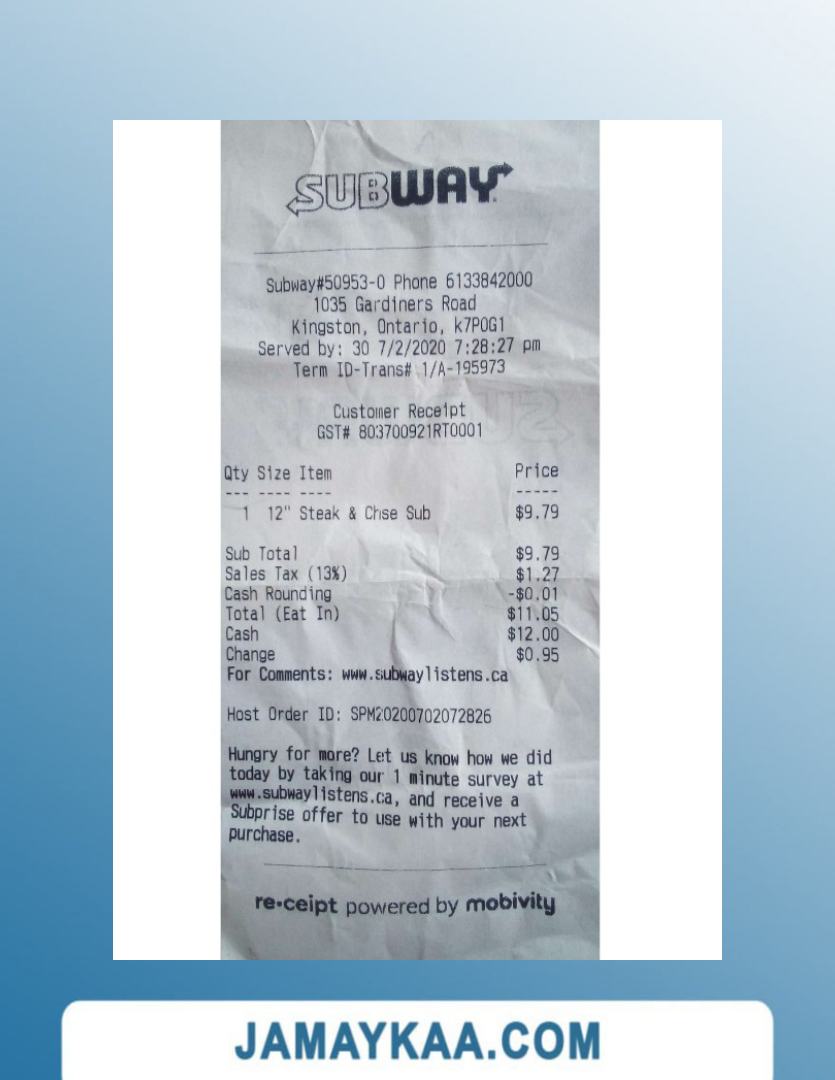 SUBWAY
Subway#50953-0 Phone 6133842000
1035 Gardiners Road
Kingston, Ontario, k7P0G1
Served by: 30 7/2/2020 7:28:27 pm
Term ID-Trans# 1/A-195973
Customer Receipt
GST# 803700921RT0001
Qty Size Item Price
--- ---- ---- -----
1 12" Steak & Chse Sub $9.79
Sub Total $9.79
Sales Tax (13%) $1.27
Cash Rounding -$0.01
Total (Eat In) $11.05
Cash $12.00
Change $0.95
For Comments: www.subwaylistens.ca
Host Order ID: SPM20200702072826
Hungry for more? Let us know how we did
today by taking our 1 minute survey at
www.subwaylistens.ca, and receive a
Subprise offer to use with your next
purchase.
re•ceipt powered by mobivity
JAMAYKAA.COM